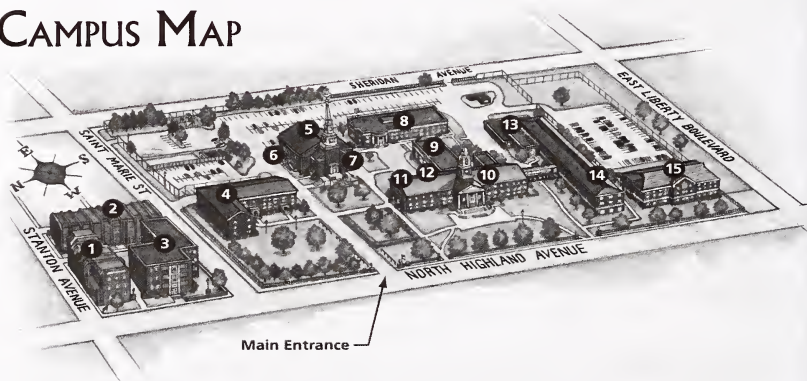 CAMPUS MAP
SHERIDAN AVENUE
EAST LIBERTY BOULEVARD
SAINT MARIE ST
STANTON AVENUE
NORTH HIGHLAND AVENUE
Main Entrance
E
S
N
W
1
2
3
4
5
6
7
8
9
10
11
12
13
14
15